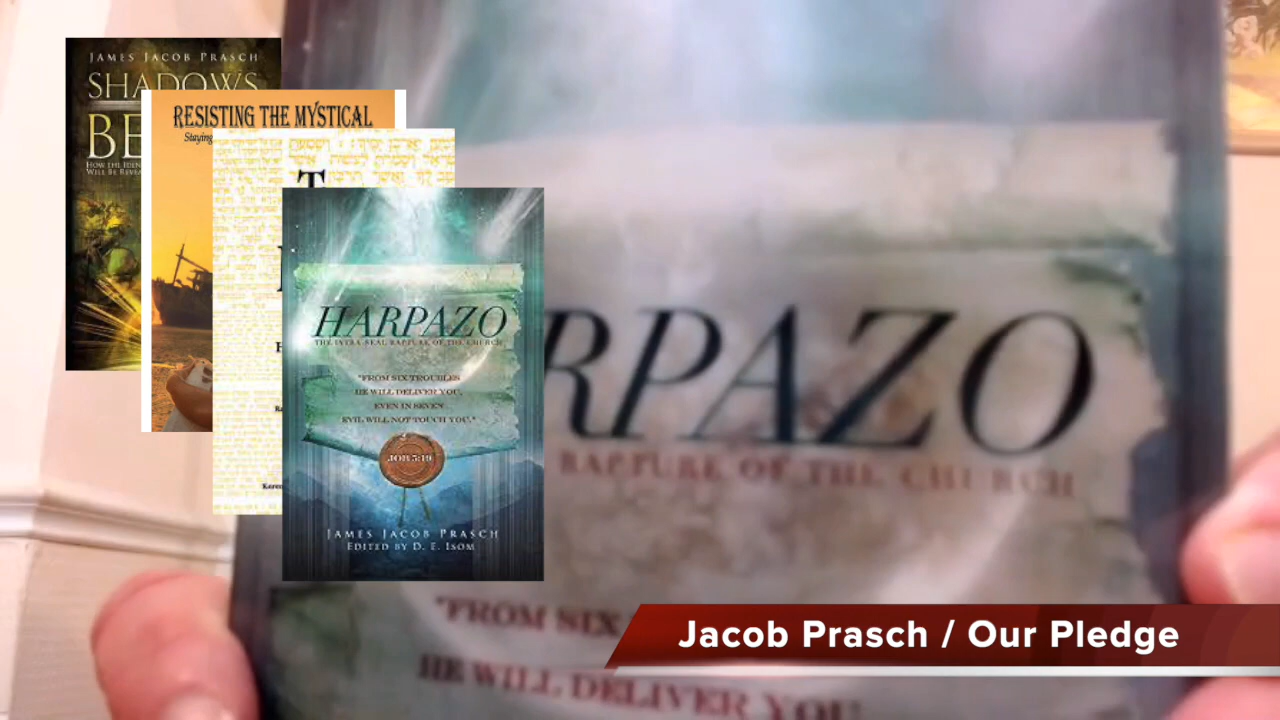 JAMES JACOB PRASCH
SHADOWS
BE
HOW THE IDEN
WILL BE REVEA
RESISTING THE MYSTICAL
Staying
T
HARPAZO
THE INTRA-SEAL RAPTURE OF THE CHURCH
"FROM SIX TROUBLES
HE WILL DELIVER YOU,
EVEN IN SEVEN
EVIL WILL NOT TOUCH YOU."
JOB 5:19
JAMES JACOB PRASCH
EDITED BY D. E. ISOM
RPAZO
RAPTURE OF THE CHURCH
"FROM SIX
HE WILL DELIVER YOU
Jacob Prasch / Our Pledge